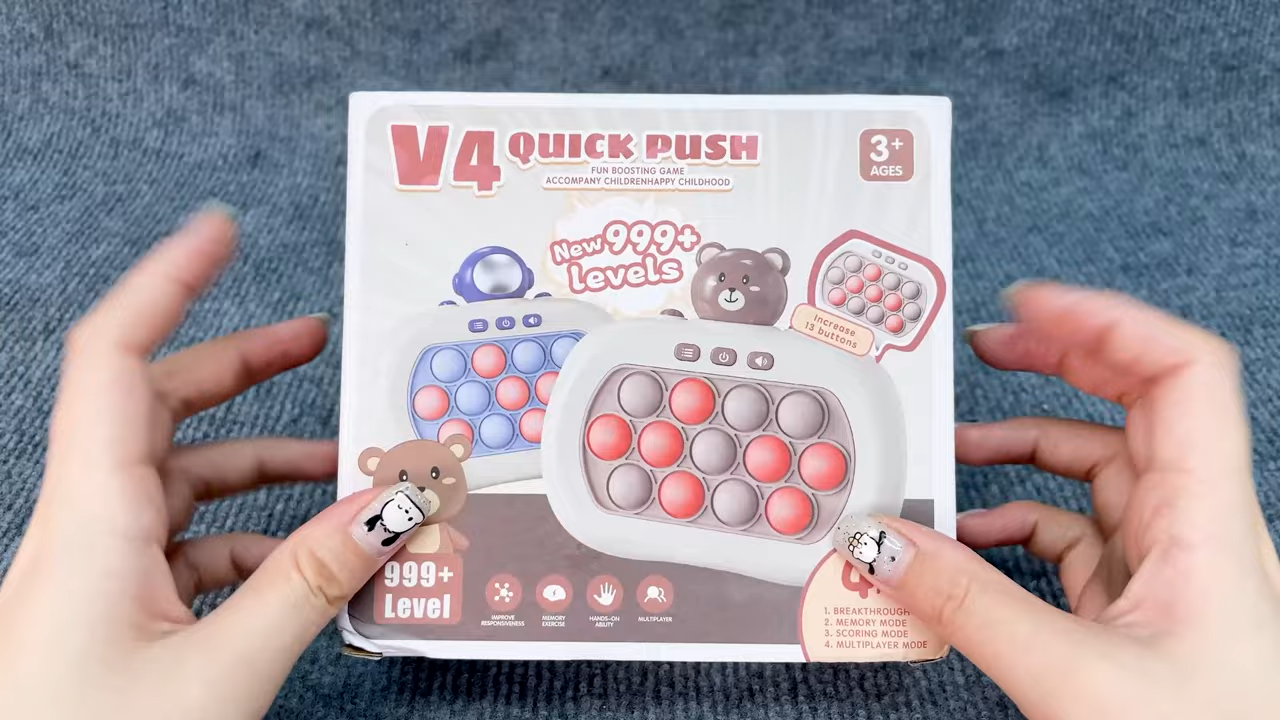 V4 QUICK PUSH
FUN BOOSTING GAME
ACCOMPANY CHILDRENHAPPY CHILDHOOD
3+
AGES
New 999+
levels
Increase
13 buttons
999+
Level
IMPROVE
RESPONSIVENESS
MEMORY
EXERCISE
HANDS-ON
ABILITY
MULTIPLAYER
1. BREAKTHROUGH
2. MEMORY MODE
3. SCORING MODE
4. MULTIPLAYER MODE